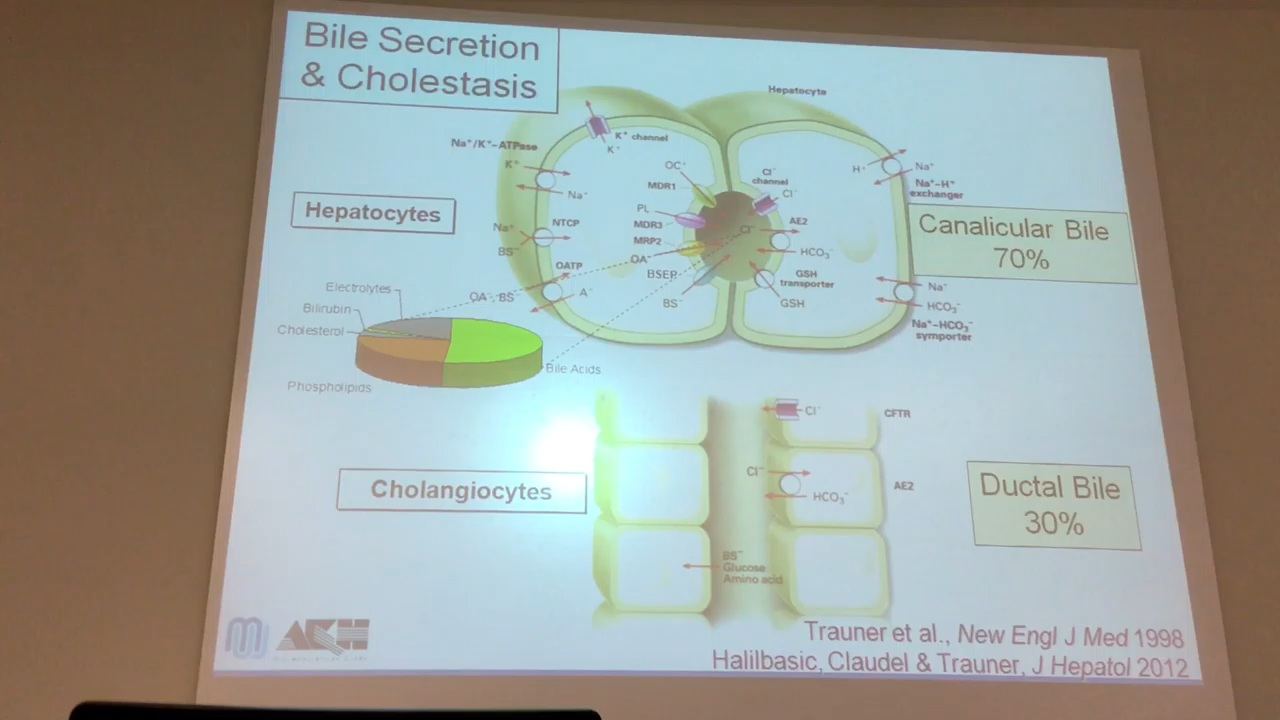 Bile Secretion
& Cholestasis
Hepatocyte
K⁺ channel
K⁺
Na⁺/K⁺-ATPase
K⁺
Na⁺
OC⁺
MDR1
Cl⁻
channel
Cl⁻
H⁺
Na⁺
Na⁺-H⁺
exchanger
Hepatocytes
PL
MDR3
AE2
Canalicular Bile
70%
Na⁺
NTCP
BS⁻
MRP2
OA⁻
Cl⁻
HCO₃⁻
OATP
BSEP
GSH
transporter
OA⁻, BS⁻
A⁻
BS⁻
GSH
Na⁺
HCO₃⁻
Na⁺-HCO₃⁻
symporter
Electrolytes
Bilirubin
Cholesterol
Phospholipids
Bile Acids
Cl⁻
CFTR
Cholangiocytes
Cl⁻
HCO₃⁻
AE2
Ductal Bile
30%
BS⁻
Glucose
Amino acid
AKH
Trauner et al., New Engl J Med 1998
Halilbasic, Claudel & Trauner, J Hepatol 2012